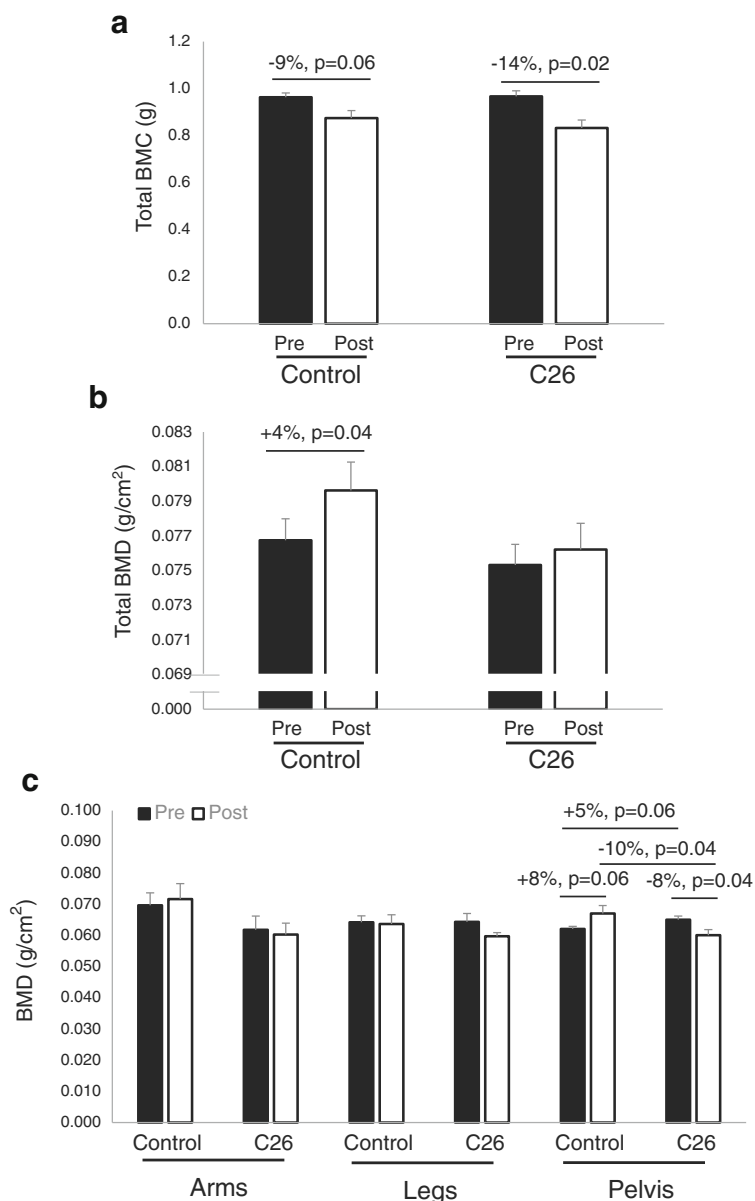 a
Total BMC (g)
1.2
1.0
0.8
0.6
0.4
0.2
0.0
-9%, p=0.06
-14%, p=0.02
Pre Post Pre Post
Control C26
b
Total BMD (g/cm²)
0.083
0.081
0.079
0.077
0.075
0.073
0.071
0.069
0.000
+4%, p=0.04
Pre Post Pre Post
Control C26
c
BMD (g/cm²)
0.100
0.090
0.080
0.070
0.060
0.050
0.040
0.030
0.020
0.010
0.000
Pre Post
+5%, p=0.06
-10%, p=0.04
+8%, p=0.06 -8%, p=0.04
Control C26 Control C26 Control C26
Arms Legs Pelvis